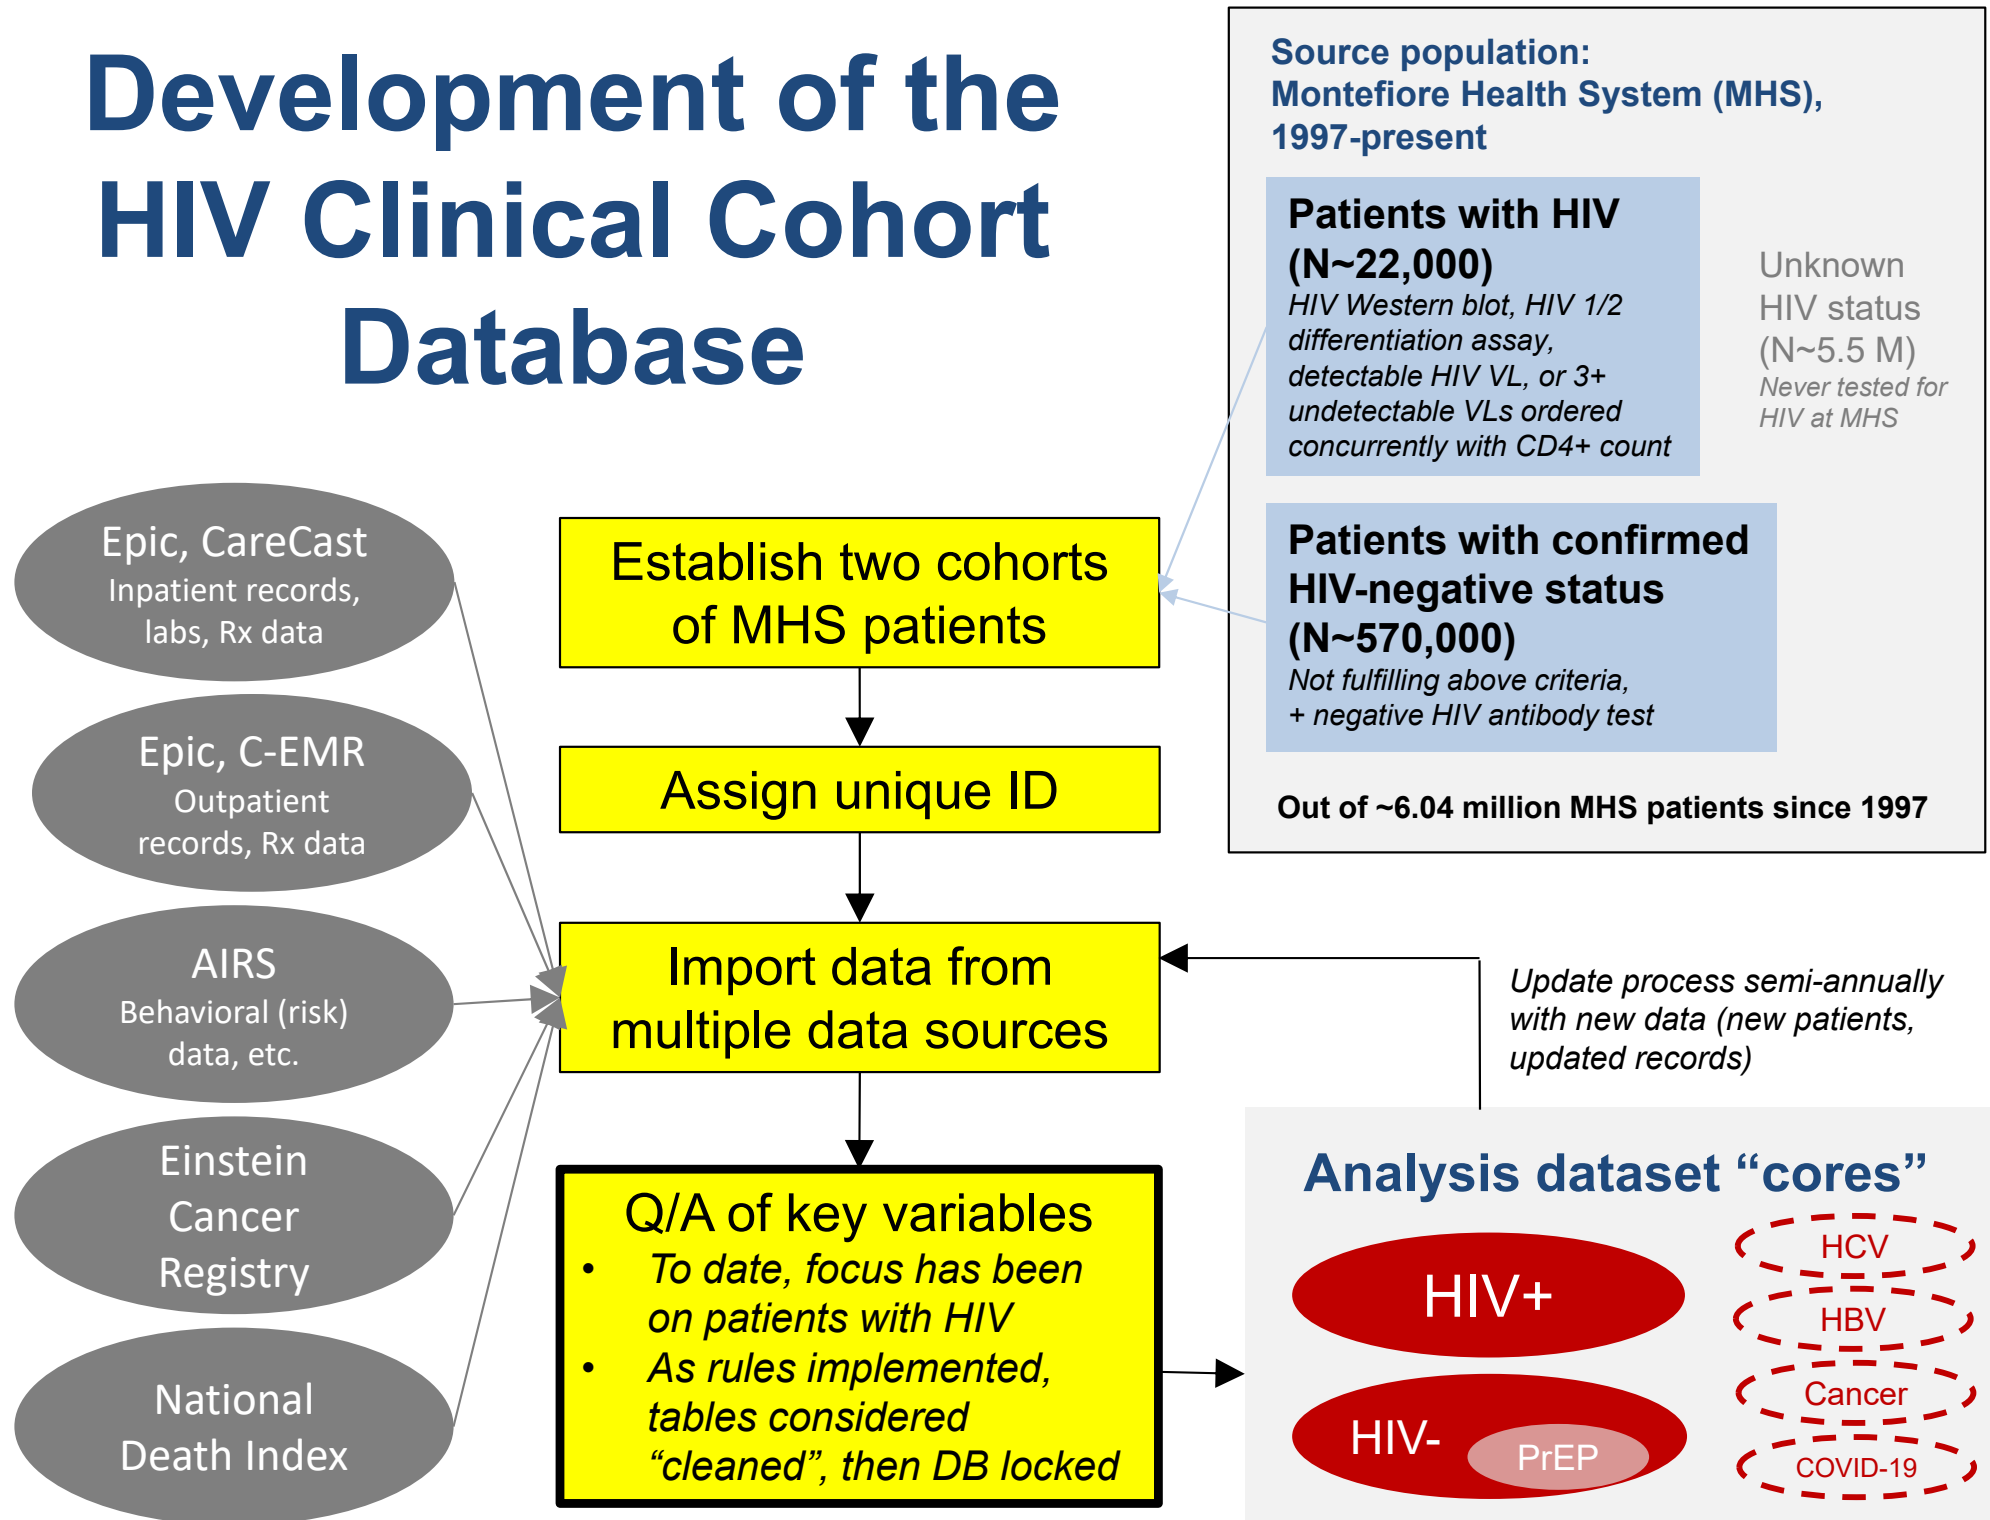 Development of the
HIV Clinical Cohort
Database
Source population:
Montefiore Health System (MHS),
1997-present
Patients with HIV
(N~22,000)
HIV Western blot, HIV 1/2
differentiation assay,
detectable HIV VL, or 3+
undetectable VLs ordered
concurrently with CD4+ count
Unknown
HIV status
(N~5.5 M)
Never tested for
HIV at MHS
Patients with confirmed
HIV-negative status
(N~570,000)
Not fulfilling above criteria,
+ negative HIV antibody test
Out of ~6.04 million MHS patients since 1997
Epic, CareCast
Inpatient records,
labs, Rx data
Epic, C-EMR
Outpatient
records, Rx data
AIRS
Behavioral (risk)
data, etc.
Einstein
Cancer
Registry
National
Death Index
Establish two cohorts
of MHS patients
Assign unique ID
Import data from
multiple data sources
Q/A of key variables
• To date, focus has been
on patients with HIV
• As rules implemented,
tables considered
“cleaned”, then DB locked
Update process semi-annually
with new data (new patients,
updated records)
Analysis dataset “cores”
HIV+
HIV-
PrEP
HCV
HBV
Cancer
COVID-19